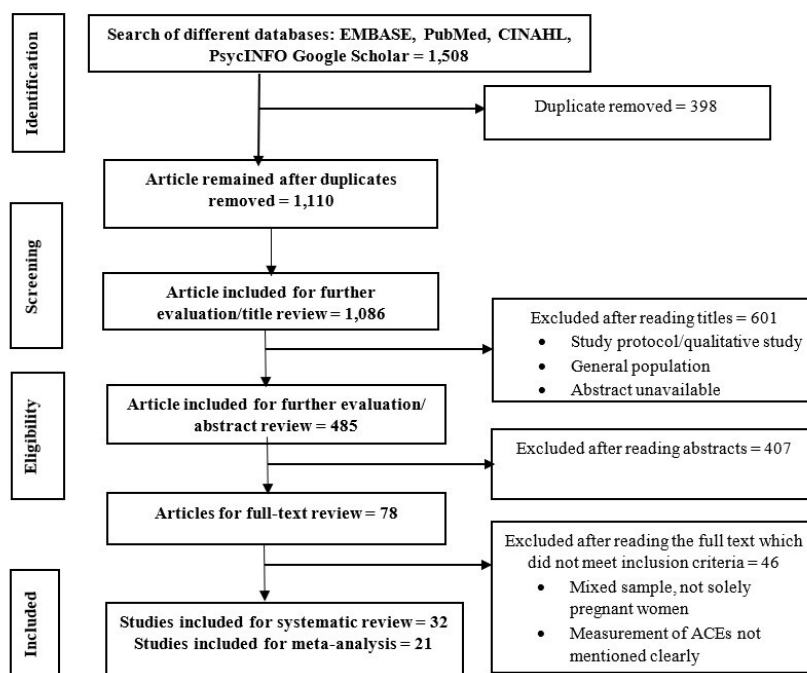 Identification
Search of different databases: EMBASE, PubMed, CINAHL,
PsycINFO Google Scholar = 1,508
Duplicate removed = 398
Article remained after duplicates
removed = 1,110
Screening
Article included for further
evaluation/title review = 1,086
Excluded after reading titles = 601
• Study protocol/qualitative study
• General population
• Abstract unavailable
Eligibility
Article included for further evaluation/
abstract review = 485
Excluded after reading abstracts = 407
Articles for full-text review = 78
Excluded after reading the full text which
did not meet inclusion criteria = 46
• Mixed sample, not solely
pregnant women
• Measurement of ACEs not
mentioned clearly
Included
Studies included for systematic review = 32
Studies included for meta-analysis = 21